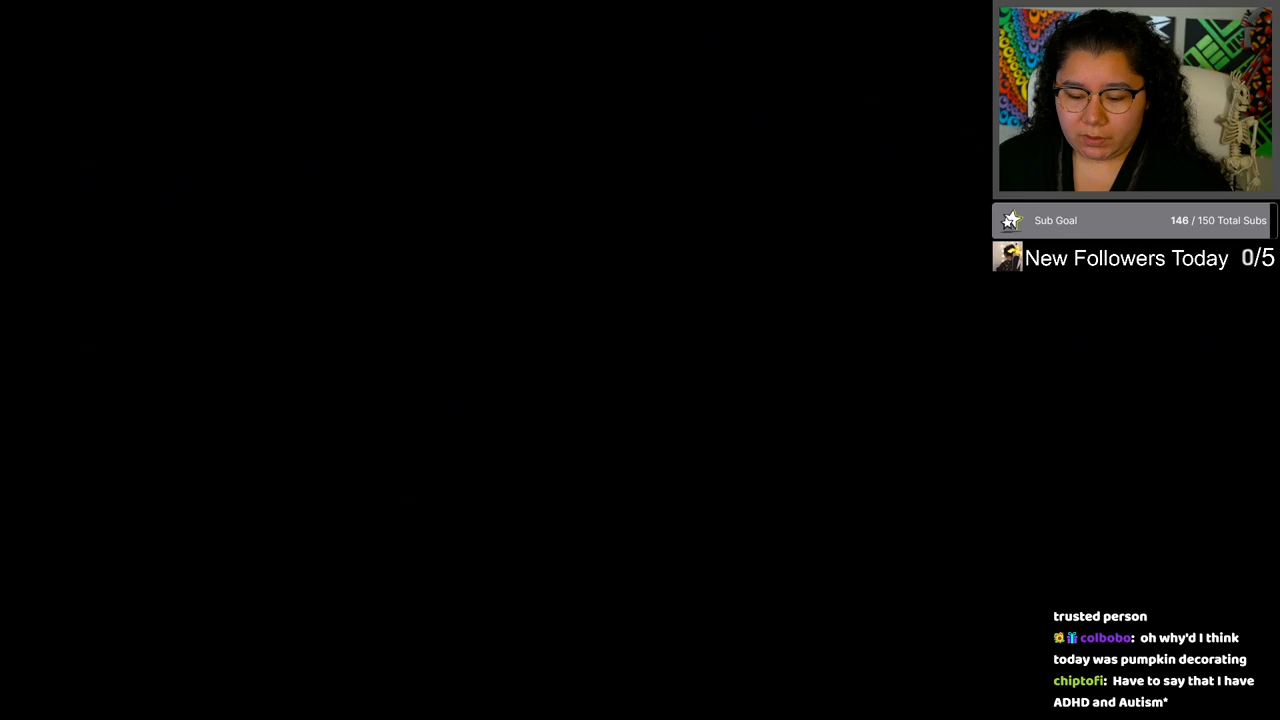 Sub Goal 146 / 150 Total Subs
New Followers Today 0/5
trusted person
colbobo: oh why'd I think
today was pumpkin decorating
chiptofi: Have to say that I have
ADHD and Autism*